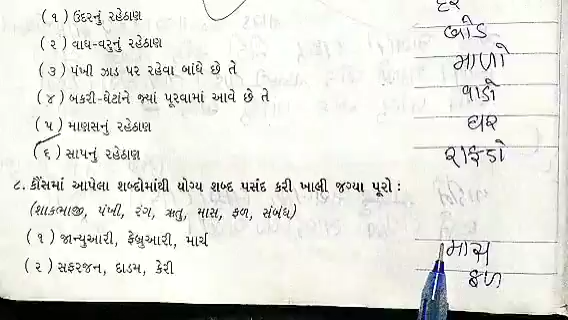 (૧) ઉંદરનું રહેઠાણ દર
(૨) વાઘ-વરુનું રહેઠાણ બોડ
(૩) પંખી ઝાડ પર રહેવા બાંધે છે તે માળો
(૪) બકરી-ઘેટાંને જ્યાં પૂરવામાં આવે છે તે વાડો
(૫) માણસનું રહેઠાણ ઘર
(૬) સાપનું રહેઠાણ રાફડો
૮. કૌંસમાં આપેલા શબ્દોમાંથી યોગ્ય શબ્દ પસંદ કરી ખાલી જગ્યા પૂરો :
(શાકભાજી, પંખી, રંગ, ઋતુ, માસ, ફળ, સંબંધ)
(૧) જાન્યુઆરી, ફેબ્રુઆરી, માર્ચ માસ
(૨) સફરજન, દાડમ, કેરી ફળ